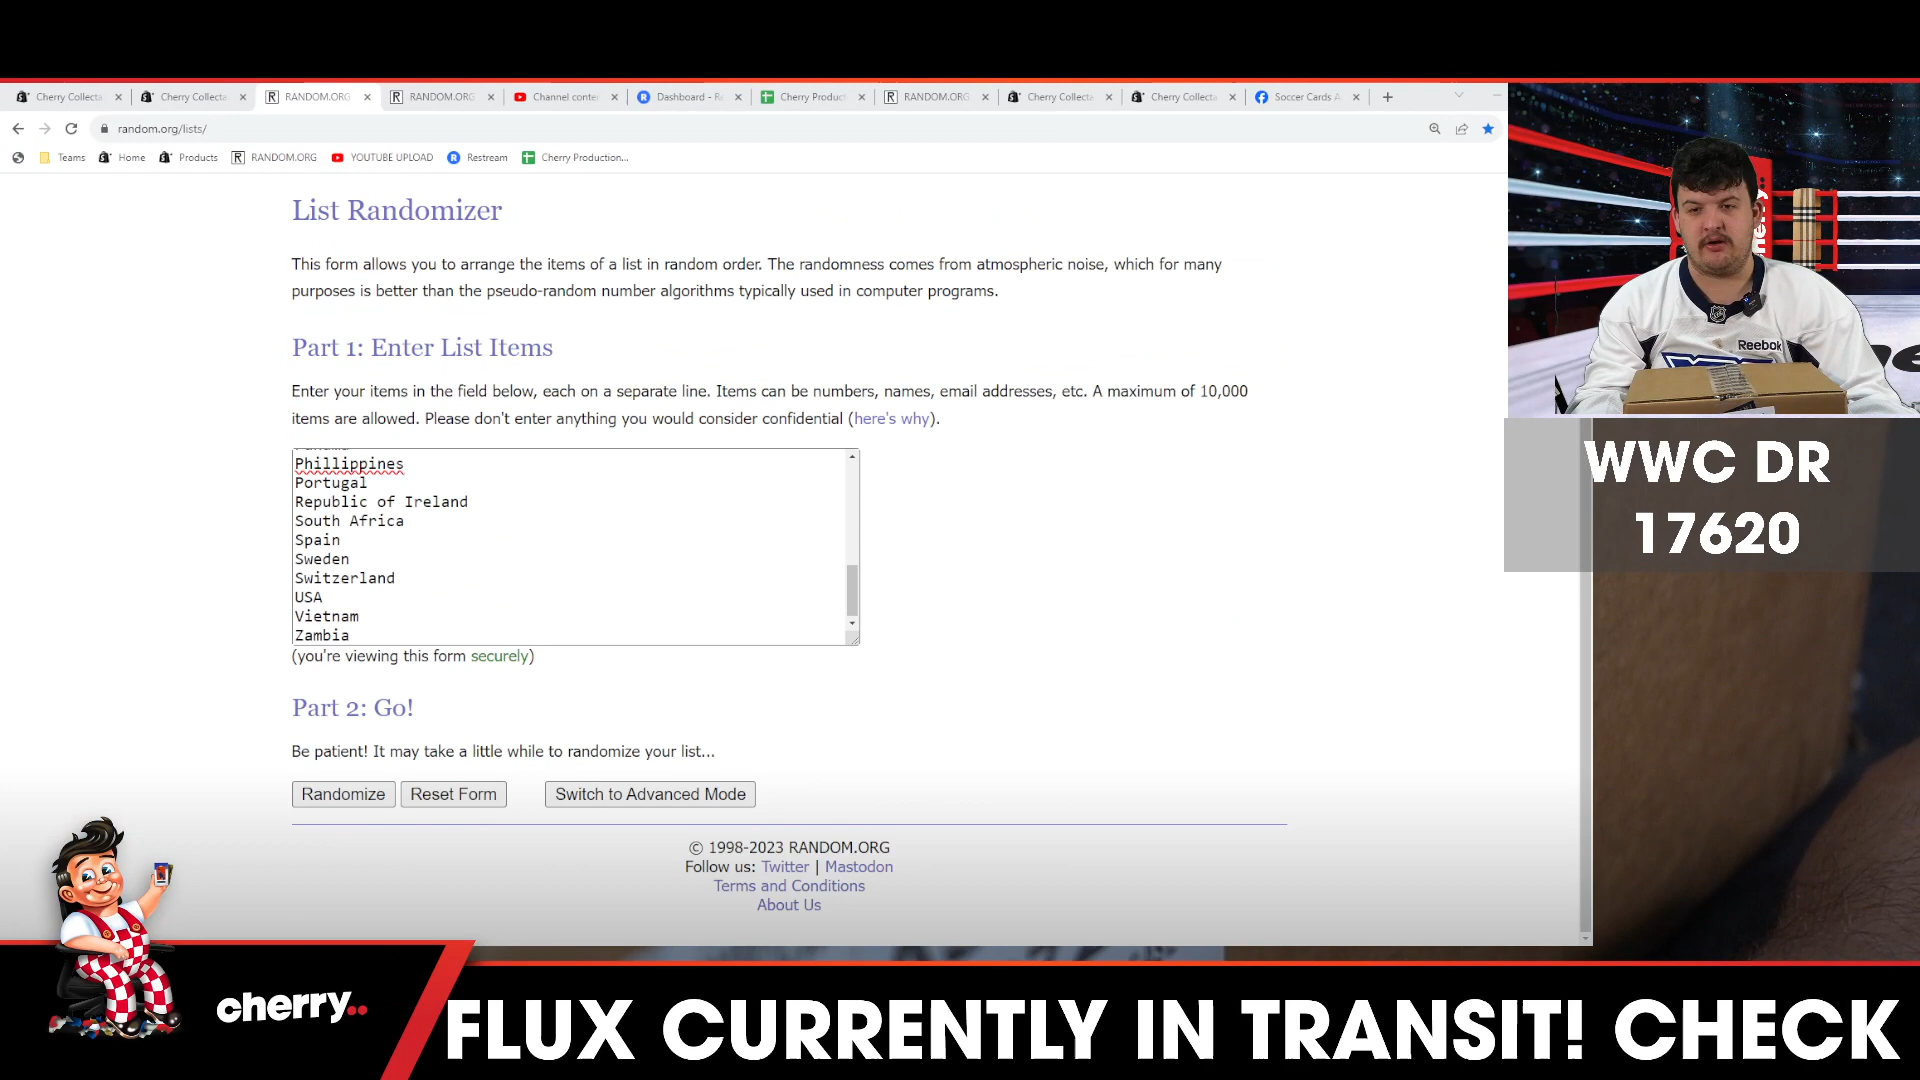 Cherry Collecta
Cherry Collecta
RANDOM.ORG
RANDOM.ORG
Channel conte
Dashboard - R
Cherry Product
RANDOM.ORG
Cherry Collecta
Cherry Collecta
Soccer Cards A
random.org/lists/
Teams
Home
Products
RANDOM.ORG
YOUTUBE UPLOAD
Restream
Cherry Production...
List Randomizer
This form allows you to arrange the items of a list in random order. The randomness comes from atmospheric noise, which for many
purposes is better than the pseudo-random number algorithms typically used in computer programs.
Part 1: Enter List Items
Enter your items in the field below, each on a separate line. Items can be numbers, names, email addresses, etc. A maximum of 10,000
items are allowed. Please don't enter anything you would consider confidential (here's why).
Phillippines
Portugal
Republic of Ireland
South Africa
Spain
Sweden
Switzerland
USA
Vietnam
Zambia
(you're viewing this form securely)
Part 2: Go!
Be patient! It may take a little while to randomize your list...
Randomize
Reset Form
Switch to Advanced Mode
© 1998-2023 RANDOM.ORG
Follow us: Twitter | Mastodon
Terms and Conditions
About Us
Reebok
WWC DR
17620
cherry..
FLUX CURRENTLY IN TRANSIT! CHECK